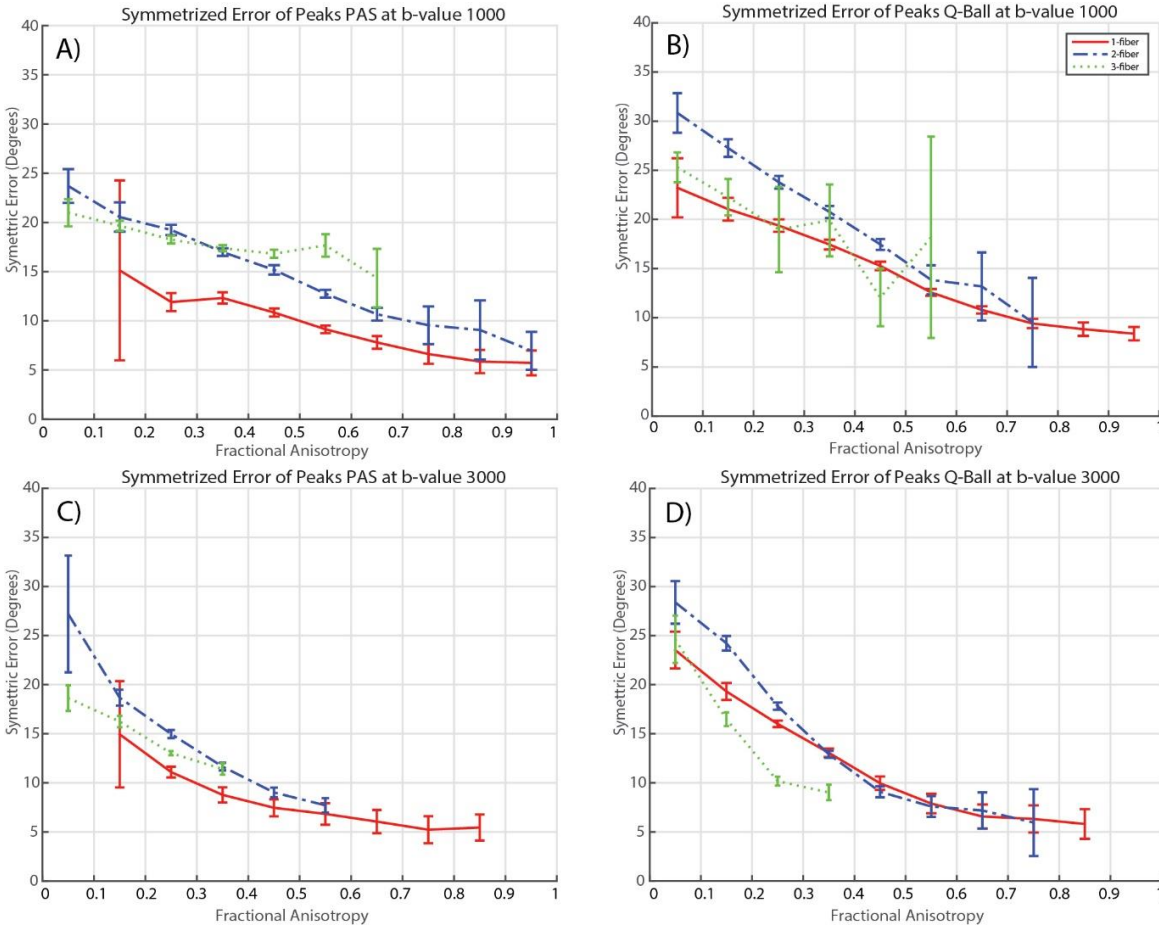 Symmetrized Error of Peaks PAS at b-value 1000
A)
40
35
30
25
20
15
10
5
0
Symettric Error (Degrees)
0 0.1 0.2 0.3 0.4 0.5 0.6 0.7 0.8 0.9 1
Fractional Anisotropy
Symmetrized Error of Peaks Q-Ball at b-value 1000
B)
1-fiber
2-fiber
3-fiber
40
35
30
25
20
15
10
5
0
Symettric Error (Degrees)
0 0.1 0.2 0.3 0.4 0.5 0.6 0.7 0.8 0.9 1
Fractional Anisotropy
Symmetrized Error of Peaks PAS at b-value 3000
C)
40
35
30
25
20
15
10
5
0
Symettric Error (Degrees)
0 0.1 0.2 0.3 0.4 0.5 0.6 0.7 0.8 0.9 1
Fractional Anisotropy
Symmetrized Error of Peaks Q-Ball at b-value 3000
D)
40
35
30
25
20
15
10
5
0
Symettric Error (Degrees)
0 0.1 0.2 0.3 0.4 0.5 0.6 0.7 0.8 0.9 1
Fractional Anisotropy